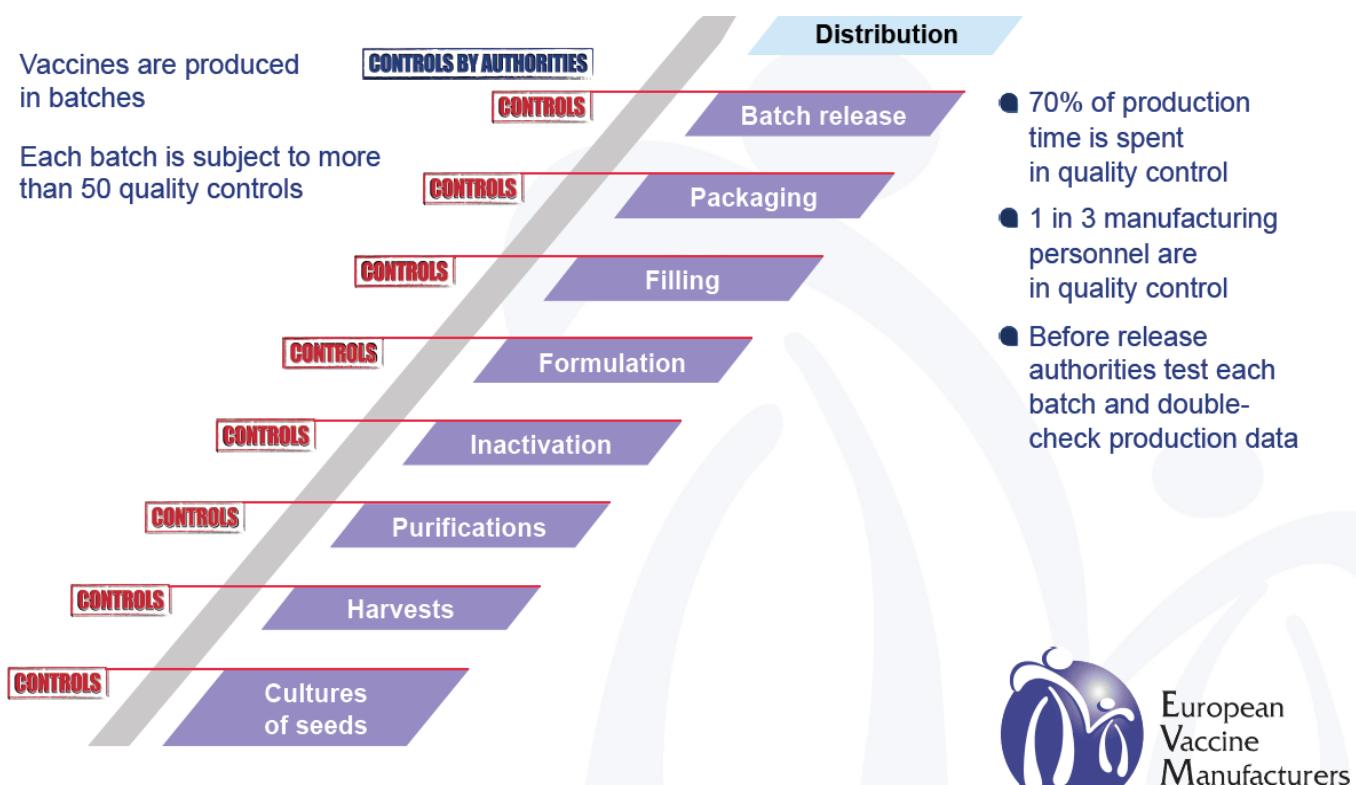 Vaccines are produced
in batches
Each batch is subject to more
than 50 quality controls
CONTROLS BY AUTHORITIES
Distribution
CONTROLS
Batch release
CONTROLS
Packaging
CONTROLS
Filling
CONTROLS
Formulation
CONTROLS
Inactivation
CONTROLS
Purifications
CONTROLS
Harvests
CONTROLS
Cultures
of seeds
70% of production
time is spent
in quality control
1 in 3 manufacturing
personnel are
in quality control
Before release
authorities test each
batch and double-
check production data
European
Vaccine
Manufacturers